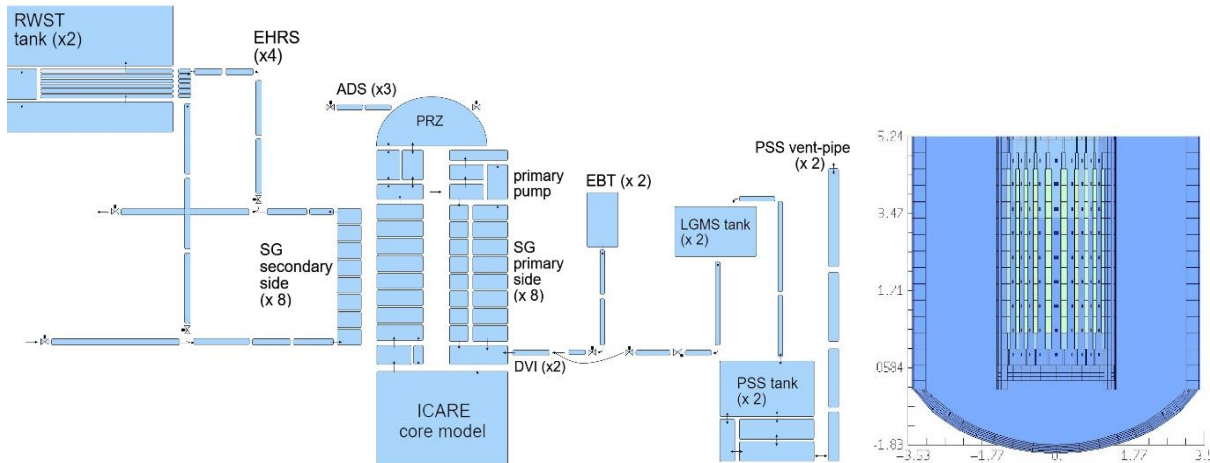 RWST
tank (x2)
EHRS
(x4)
ADS (x3)
PRZ
primary
pump
SG
secondary
side
(x 8)
SG
primary
side
(x 8)
EBT (x 2)
LGMS tank
(x 2)
PSS vent-pipe
(x 2)
DVI (x2)
PSS tank
(x 2)
ICARE
core model
5.24
3.47
1.71
.0584
-1.83
-3.53
-1.77
0.
1.77
3.5